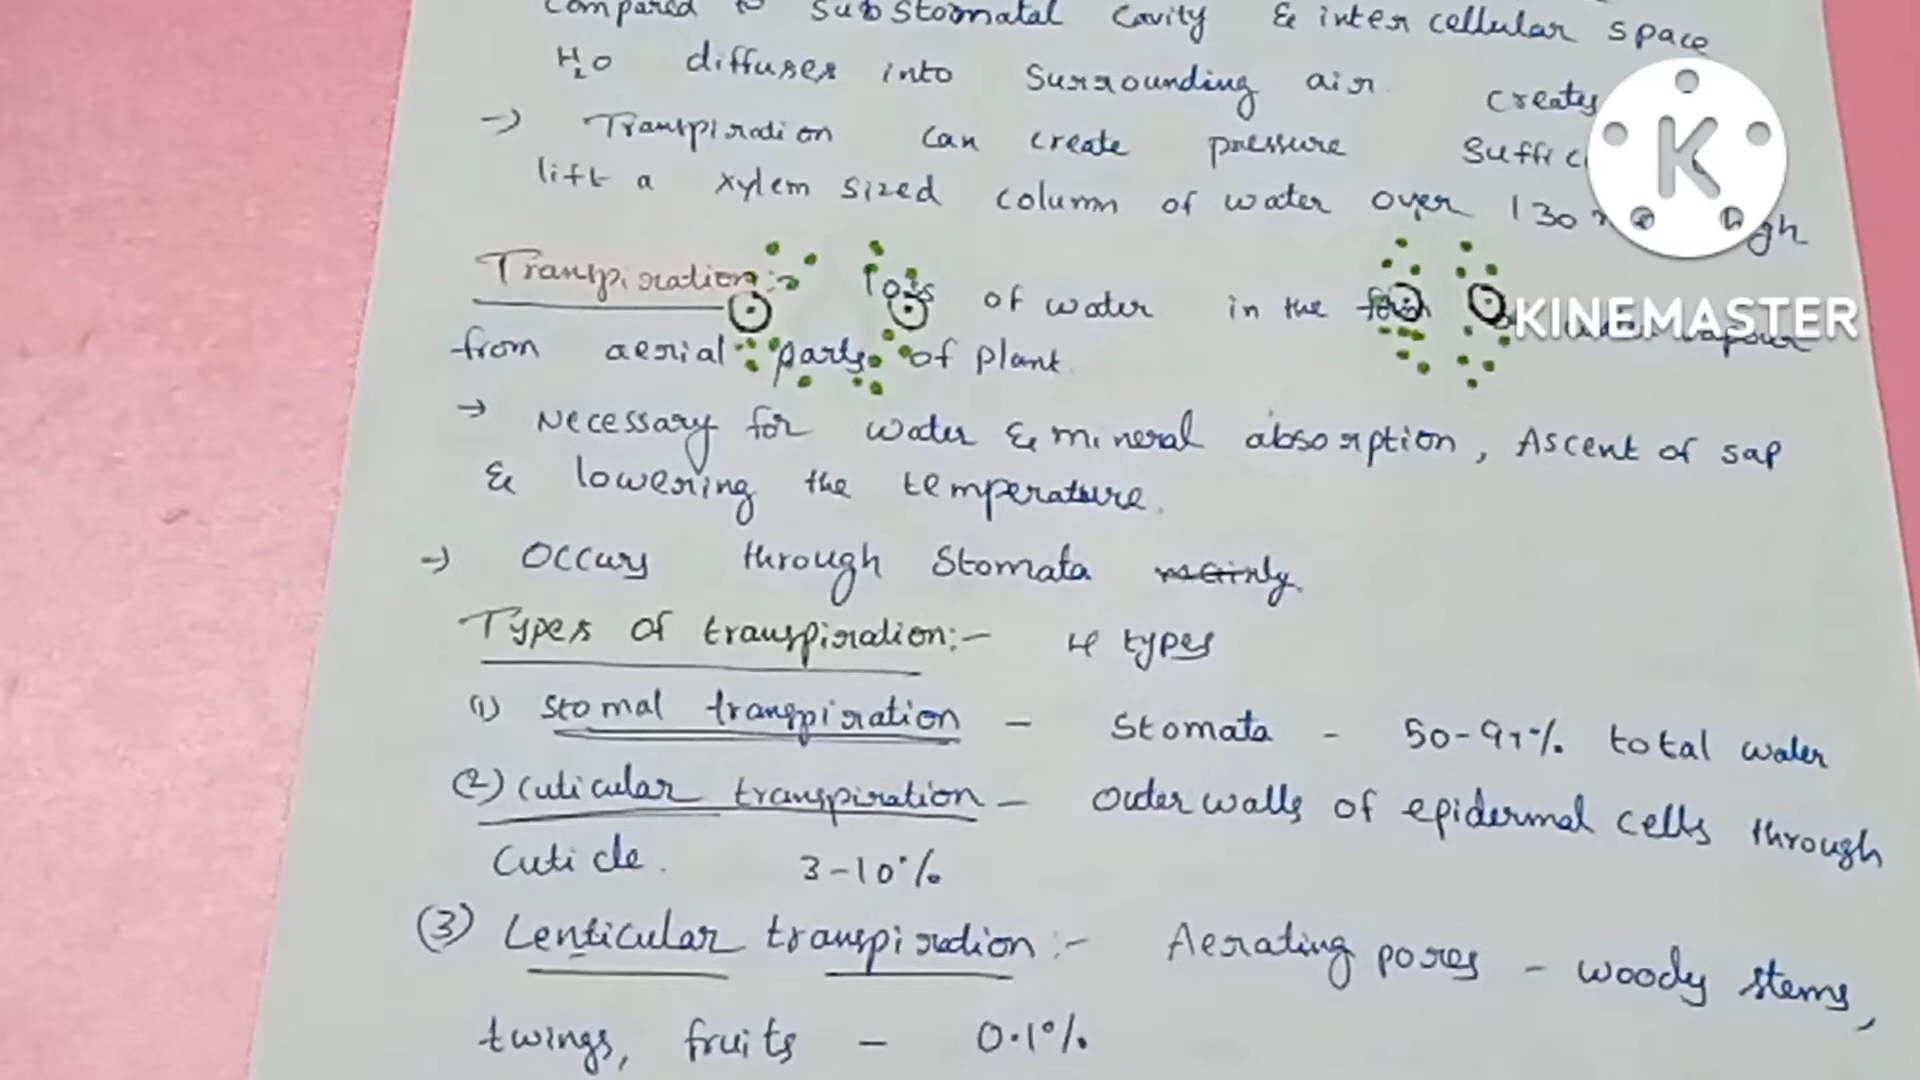 compared to substomatal cavity & intercellular space
H2O diffuses into surrounding air. creates
→ Transpiration can create pressure
lift a xylem sized column of water over 130
Transpiration:- loss of water in the form vapour
from aerial parts of plant.
→ Necessary for water & mineral absorption, Ascent of sap
& lowering the temperature.
→ Occurs through Stomata mainly.
Types of transpiration:- 4 types
(1) Stomal transpiration - Stomata - 50-97% total water
(2) Cuticular transpiration - Outer walls of epidermal cells through
Cuticle. 3-10%
(3) Lenticular transpiration:- Aerating pores - woody stems,
twings, fruits - 0.1%
K
KINEMASTER